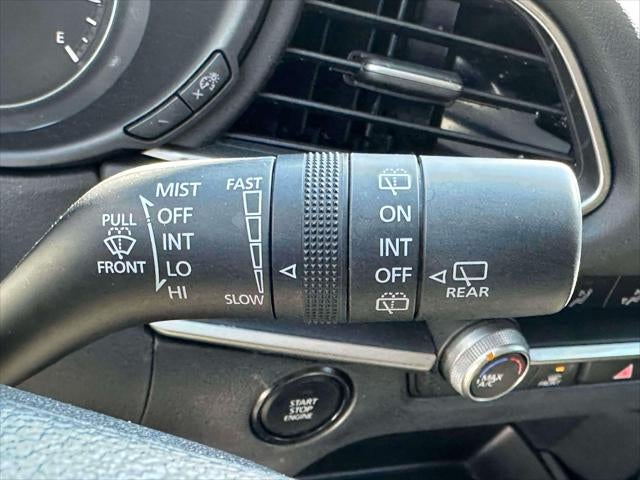 E
MIST
OFF
INT
LO
HI
PULL
FRONT
FAST
SLOW
ON
INT
OFF
REAR
START
STOP
ENGINE
MAX
A/C